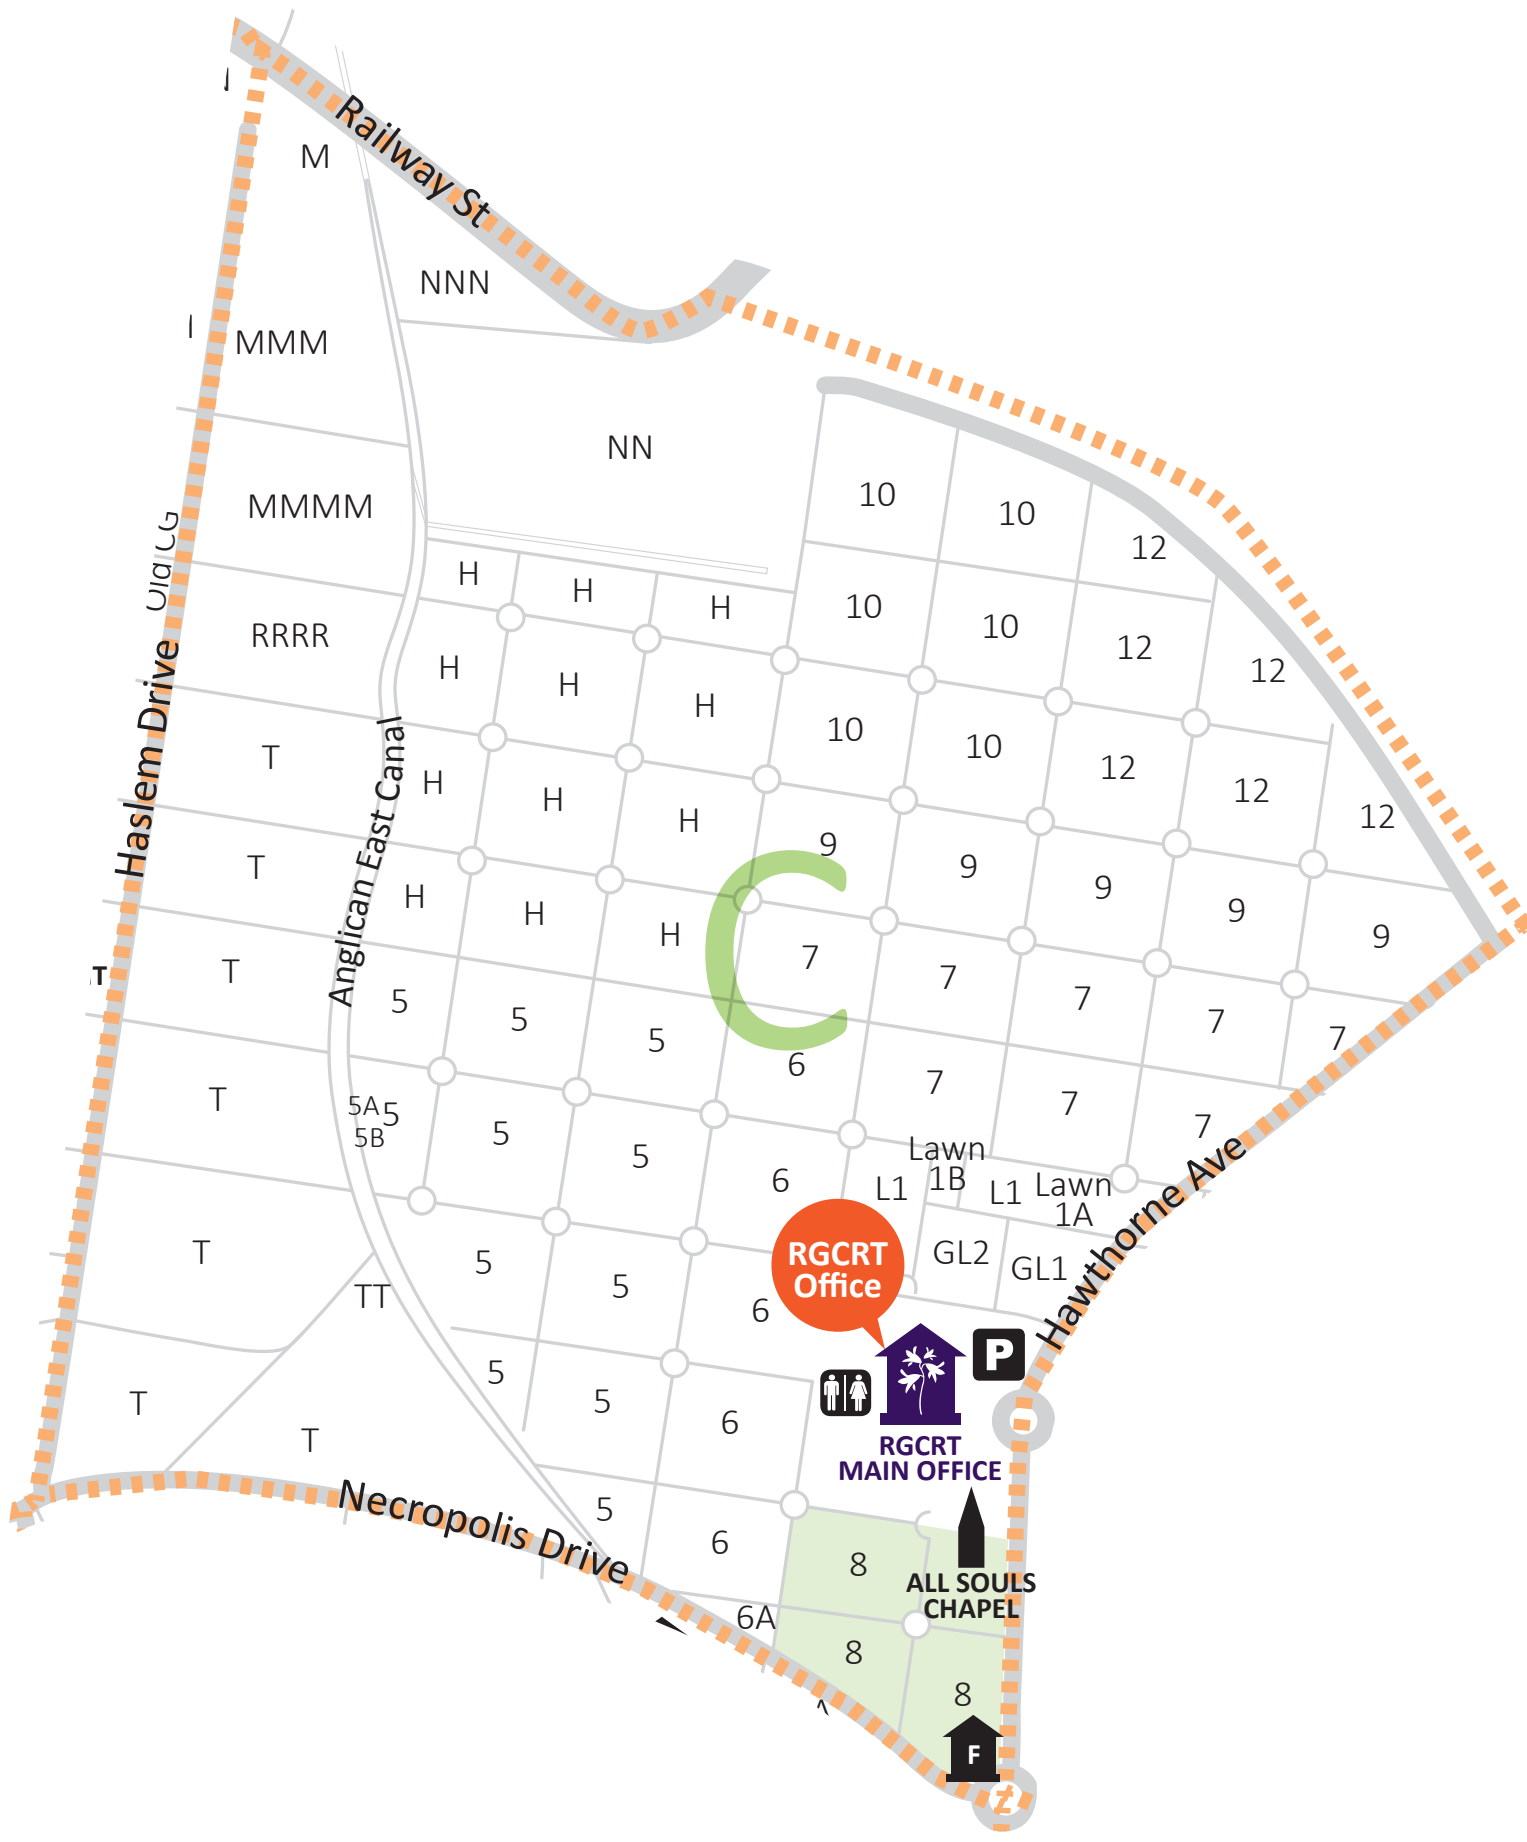 Railway St
M
NNN
MMM
NN
MMMM
10
10
12
H
H
H
10
10
12
12
RRRR
H
H
H
10
10
12
12
12
T
H
H
H
9
9
9
9
9
T
H
H
H
C
7
7
7
7
7
Haslem Drive
Anglican East Canal
T
T
5
5
5
6
7
7
7
T
5A
5
5B
5
5
6
L1
Lawn
1B
L1
Lawn
1A
GL2
GL1
Hawthorne Ave
T
TT
5
5
6
RGCRT
Office
P
T
T
5
5
6
RGCRT
MAIN OFFICE
Necropolis Drive
5
6
8
ALL SOULS
CHAPEL
6A
8
8
F